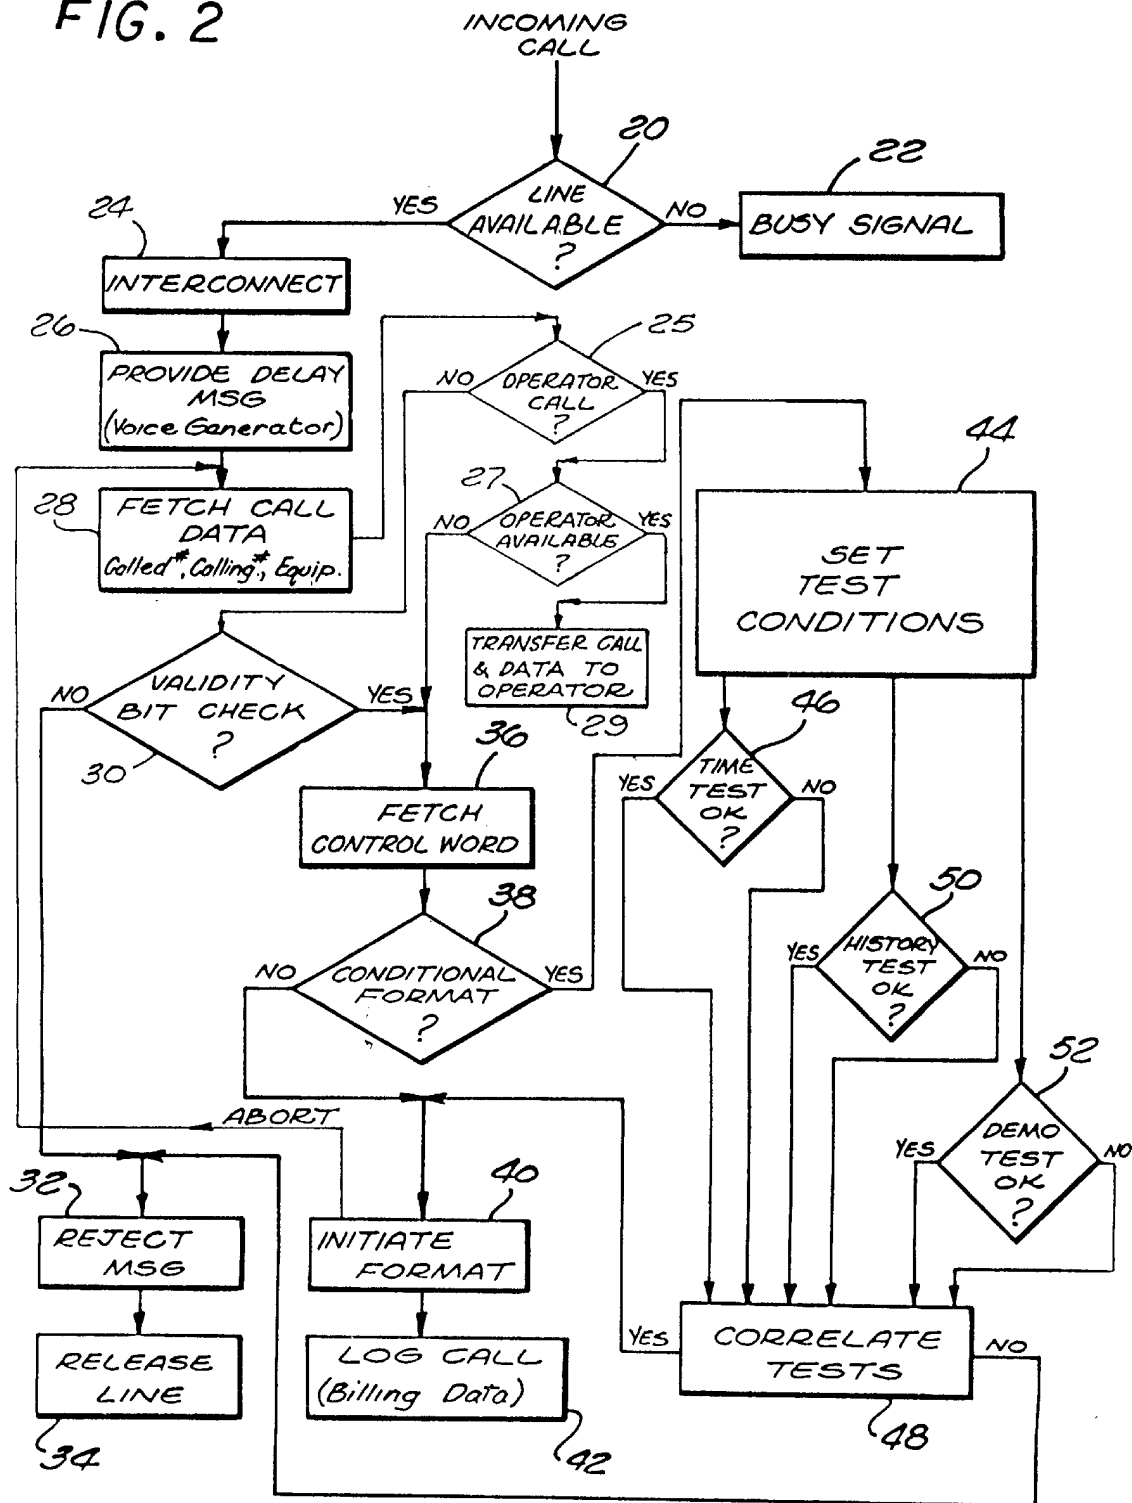 FIG. 2
INCOMING
CALL
20
LINE
AVAILABLE
?
YES
NO
22
BUSY SIGNAL
24
INTERCONNECT
26
PROVIDE DELAY
MSG
(Voice Generator)
25
OPERATOR
CALL
?
NO
YES
28
FETCH CALL
DATA
Called#, Calling#, Equip.
27
OPERATOR
AVAILABLE
?
NO
YES
TRANSFER CALL
& DATA TO
OPERATOR
29
44
SET
TEST
CONDITIONS
VALIDITY
BIT CHECK
?
NO
YES
30
36
FETCH
CONTROL WORD
46
TIME
TEST
OK
?
YES
NO
38
CONDITIONAL
FORMAT
?
NO
YES
50
HISTORY
TEST
OK
?
YES
NO
52
DEMO
TEST
OK
?
YES
NO
ABORT
32
REJECT
MSG
40
INITIATE
FORMAT
RELEASE
LINE
34
LOG CALL
(Billing Data)
42
YES
CORRELATE
TESTS
NO
48